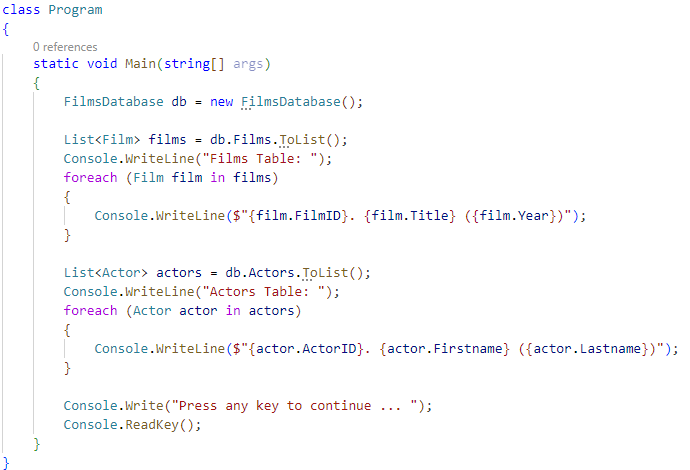 class Program
{
0 references
static void Main(string[] args)
{
FilmsDatabase db = new FilmsDatabase();
List<Film> films = db.Films.ToList();
Console.WriteLine("Films Table: ");
foreach (Film film in films)
{
Console.WriteLine($"{film.FilmID}. {film.Title} ({film.Year})");
}
List<Actor> actors = db.Actors.ToList();
Console.WriteLine("Actors Table: ");
foreach (Actor actor in actors)
{
Console.WriteLine($"{actor.ActorID}. {actor.Firstname} ({actor.Lastname})");
}
Console.Write("Press any key to continue ... ");
Console.ReadKey();
}
}